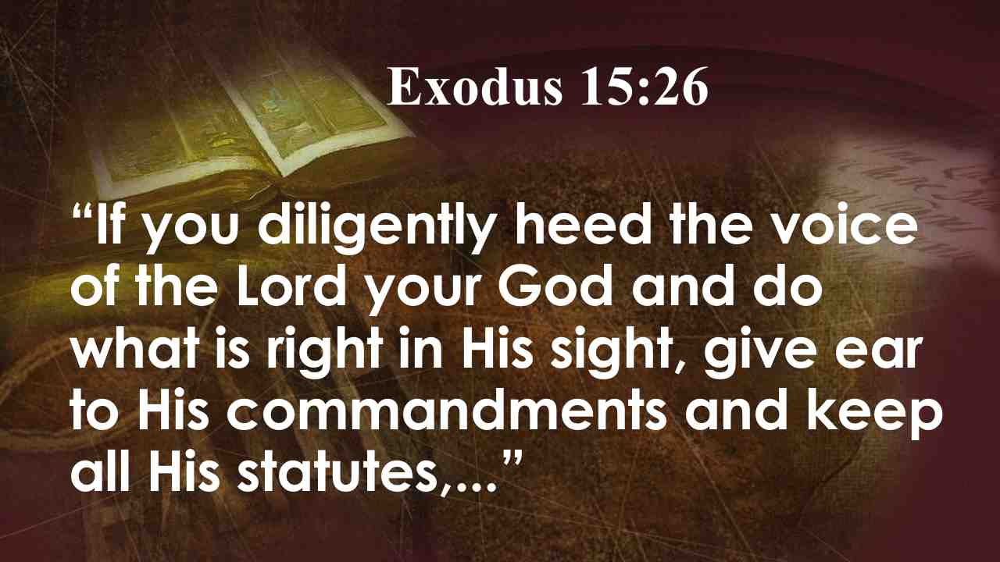 Exodus 15:26
“If you diligently heed the voice
of the Lord your God and do
what is right in His sight, give ear
to His commandments and keep
all His statutes,...”